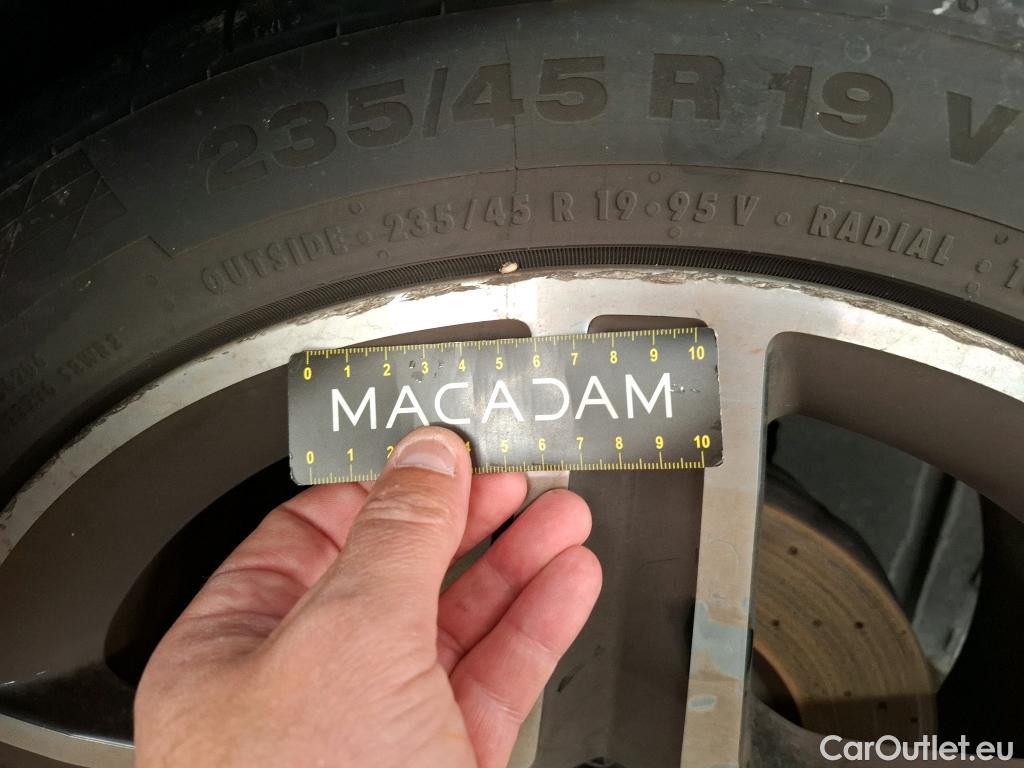 235/45 R 19 V
OUTSIDE · 235/45 R 19 · 95 V · RADIAL
0 1 2 3 4 5 6 7 8 9 10
MACADAM
0 1 2 4 5 6 7 8 9 10
CarOutlet.eu